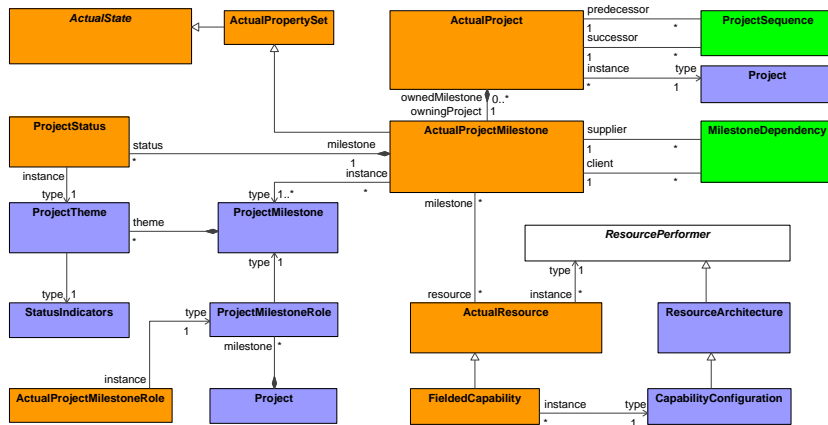 ActualState
ActualPropertySet
ActualProject
predecessor
1
*
ProjectSequence
successor
1
*
instance
type
*
1
Project
ownedMilestone
0..*
owningProject
1
ProjectStatus
status
*
milestone
1
ActualProjectMilestone
supplier
1
*
MilestoneDependency
client
1
*
instance
type
1
instance
*
type
1..*
milestone
*
ProjectTheme
theme
*
ProjectMilestone
ResourcePerformer
type
1
type
1
type
1
resource
*
instance
*
StatusIndicators
type
1
ProjectMilestoneRole
ActualResource
ResourceArchitecture
milestone
*
instance
ActualProjectMilestoneRole
Project
FieldedCapability
instance
*
type
1
CapabilityConfiguration